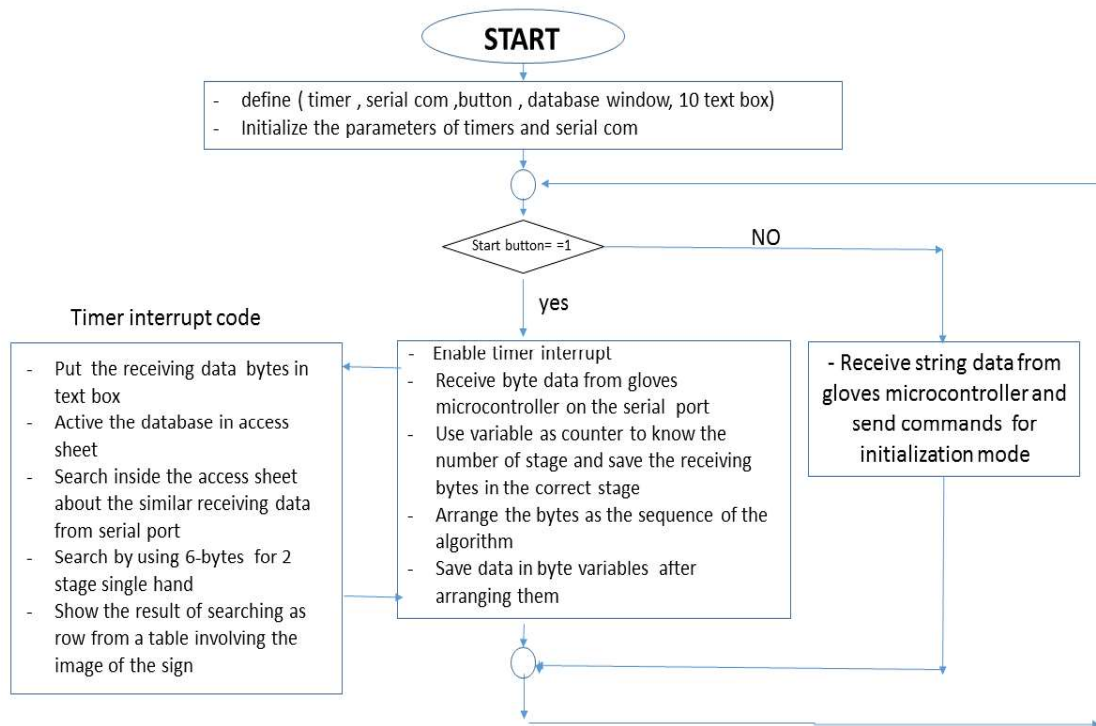 START
- define ( timer , serial com ,button , database window, 10 text box)
- Initialize the parameters of timers and serial com
Start button= =1
NO
yes
Timer interrupt code
- Put the receiving data bytes in
text box
- Active the database in access
sheet
- Search inside the access sheet
about the similar receiving data
from serial port
- Search by using 6-bytes for 2
stage single hand
- Show the result of searching as
row from a table involving the
image of the sign
- Enable timer interrupt
- Receive byte data from gloves
microcontroller on the serial port
- Use variable as counter to know the
number of stage and save the receiving
bytes in the correct stage
- Arrange the bytes as the sequence of the
algorithm
- Save data in byte variables after
arranging them
- Receive string data from
gloves microcontroller and
send commands for
initialization mode